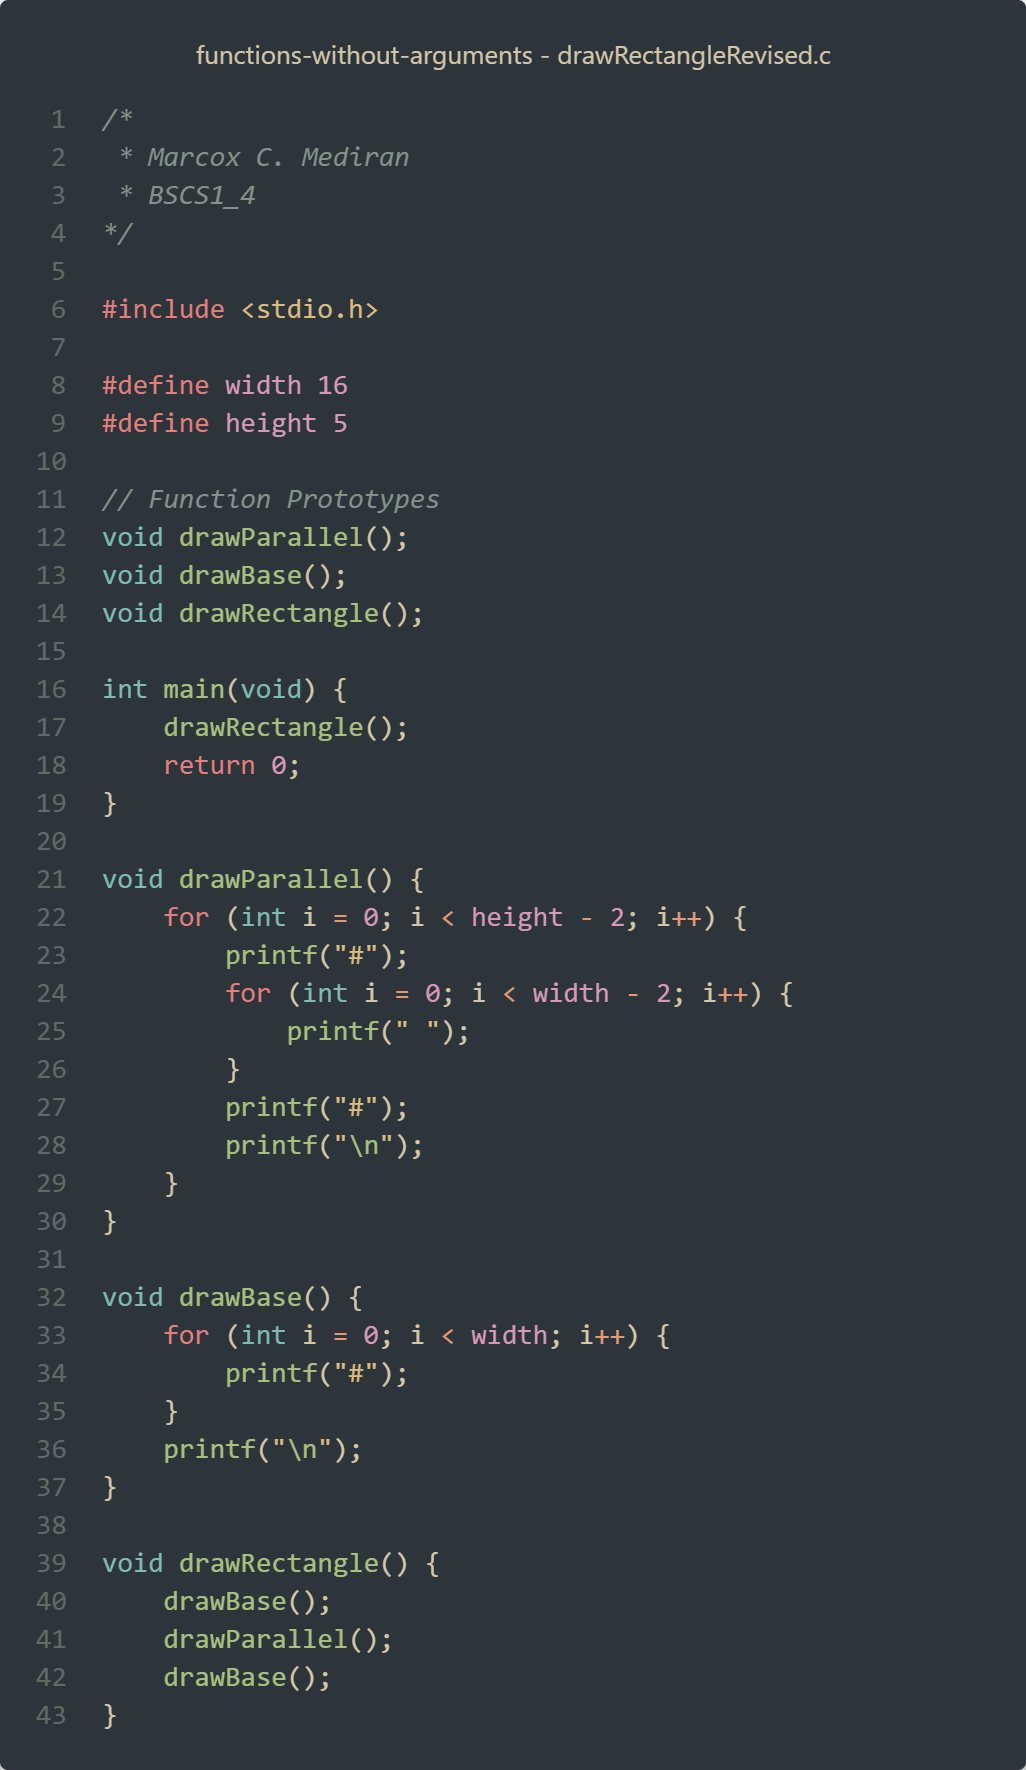 functions-without-arguments - drawRectangleRevised.c
1 /*
2  * Marcox C. Mediran
3  * BSCS1_4
4 */
5
6 #include <stdio.h>
7
8 #define width 16
9 #define height 5
10
11 // Function Prototypes
12 void drawParallel();
13 void drawBase();
14 void drawRectangle();
15
16 int main(void) {
17     drawRectangle();
18     return 0;
19 }
20
21 void drawParallel() {
22     for (int i = 0; i < height - 2; i++) {
23         printf("#");
24         for (int i = 0; i < width - 2; i++) {
25             printf(" ");
26         }
27         printf("#");
28         printf("\n");
29     }
30 }
31
32 void drawBase() {
33     for (int i = 0; i < width; i++) {
34         printf("#");
35     }
36     printf("\n");
37 }
38
39 void drawRectangle() {
40     drawBase();
41     drawParallel();
42     drawBase();
43 }